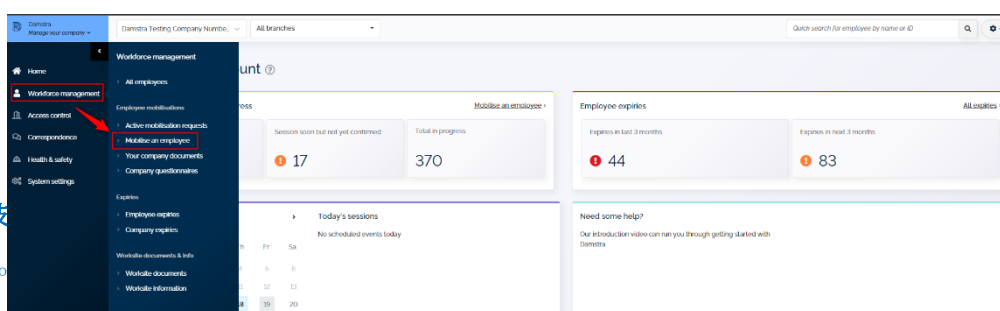 Damstra
Manage your company
Damstra Testing Company Numbe..
All branches
Quick search for employee by name or ID
Home
Workforce management
Access control
Correspondence
Health & safety
System settings
Workforce management
All employees
Employee mobilisations
Active mobilisation requests
Mobilise an employee
Your company documents
Company questionnaires
Expiries
Employee expiries
Company expiries
Worksite documents & info
Worksite documents
Worksite information
unt
ress
Mobilise an employee
Session soon but not yet confirmed
17
Total in progress
370
Employee expiries
All expiries
Expiries in last 3 months
44
Expiries in next 3 months
83
Fr Sa
5 6
12 13
18 19 20
Today's sessions
No scheduled events today
Need some help?
Our introduction video can run you through getting started with
Damstra